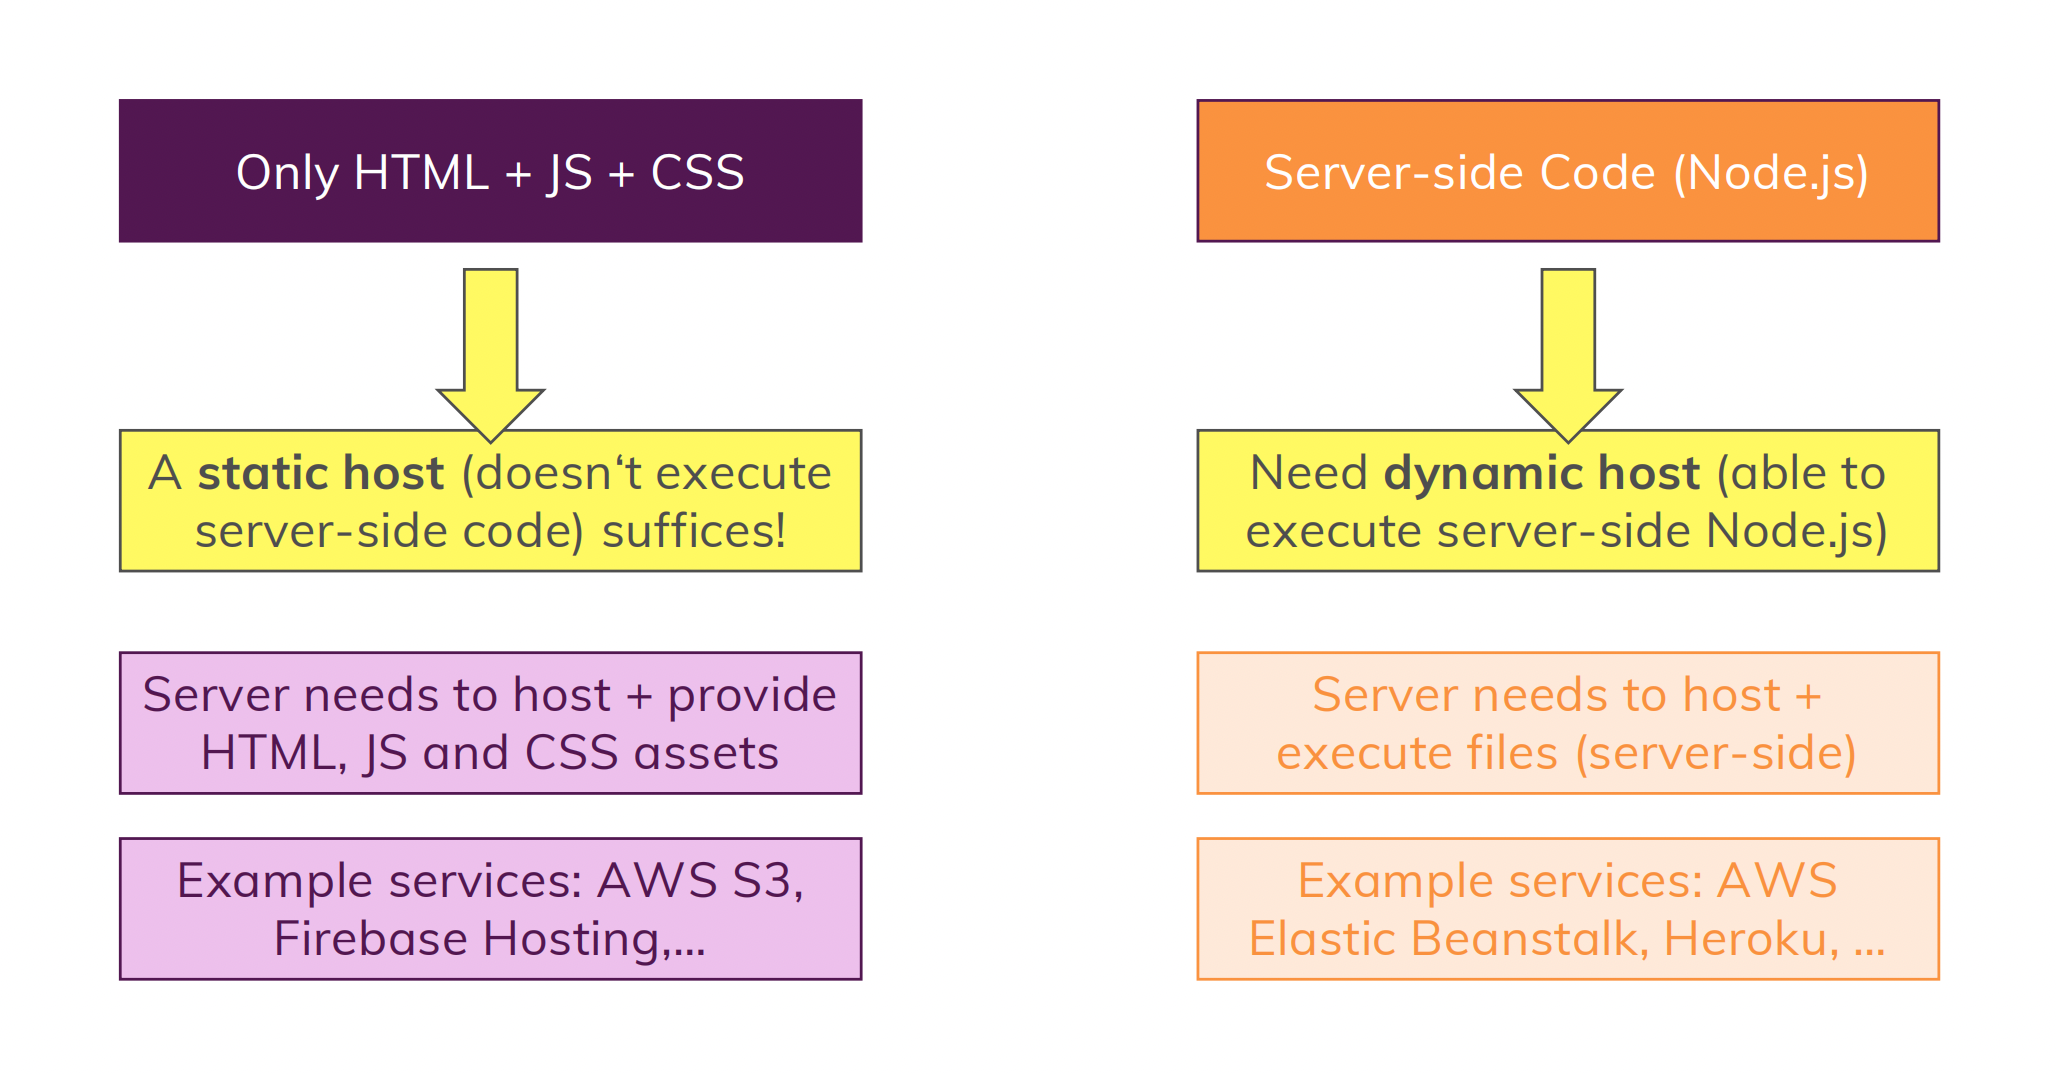 Only HTML + JS + CSS
A static host (doesn‘t execute
server-side code) suffices!
Server needs to host + provide
HTML, JS and CSS assets
Example services: AWS S3,
Firebase Hosting,...
Server-side Code (Node.js)
Need dynamic host (able to
execute server-side Node.js)
Server needs to host +
execute files (server-side)
Example services: AWS
Elastic Beanstalk, Heroku, ...